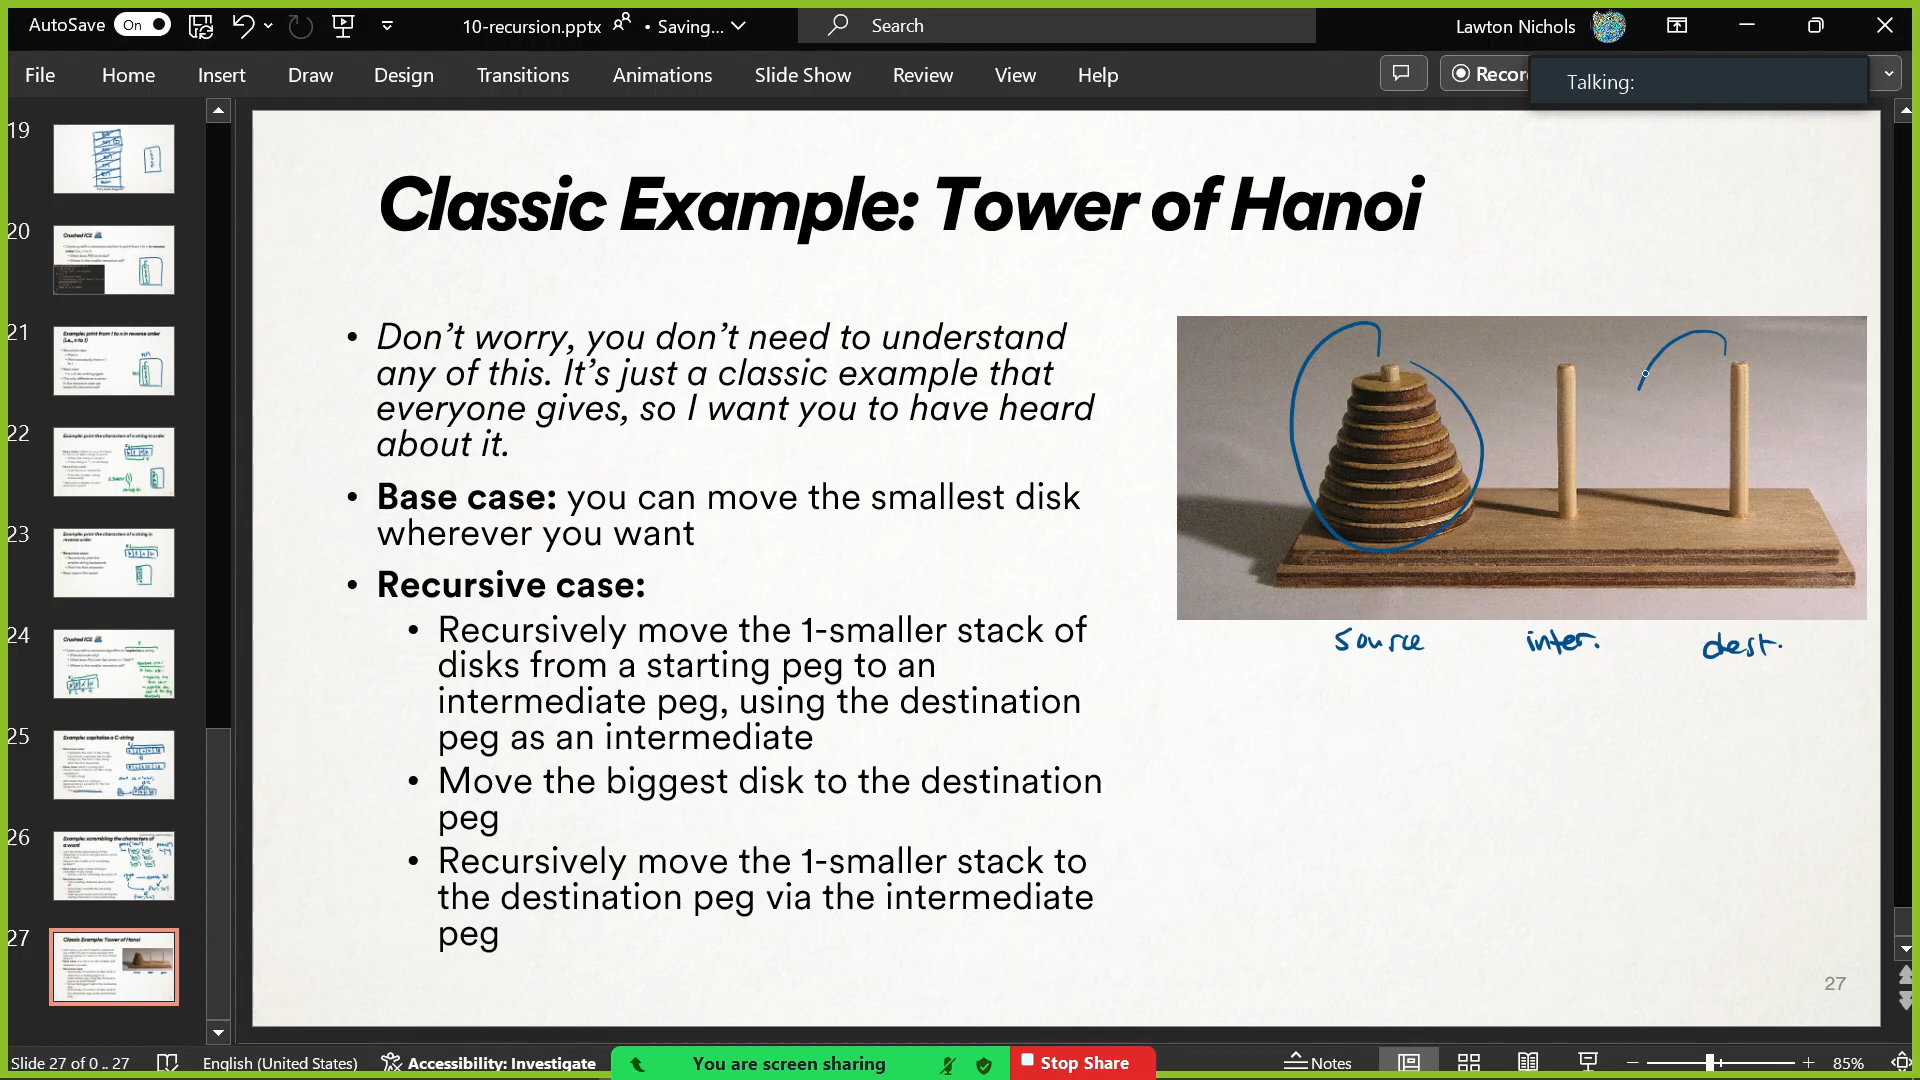 AutoSave On 10-recursion.pptx • Saving... Search Lawton Nichols
File Home Insert Draw Design Transitions Animations Slide Show Review View Help Recor
Talking:
19
20
21
22
23
24
25
26
27
Classic Example: Tower of Hanoi
• Don't worry, you don't need to understand
any of this. It's just a classic example that
everyone gives, so I want you to have heard
about it.
• Base case: you can move the smallest disk
wherever you want
• Recursive case:
• Recursively move the 1-smaller stack of
disks from a starting peg to an
intermediate peg, using the destination
peg as an intermediate
• Move the biggest disk to the destination
peg
• Recursively move the 1-smaller stack to
the destination peg via the intermediate
peg
source inter. dest.
27
Slide 27 of 0 .. 27 English (United States) Accessibility: Investigate You are screen sharing Stop Share Notes 85%